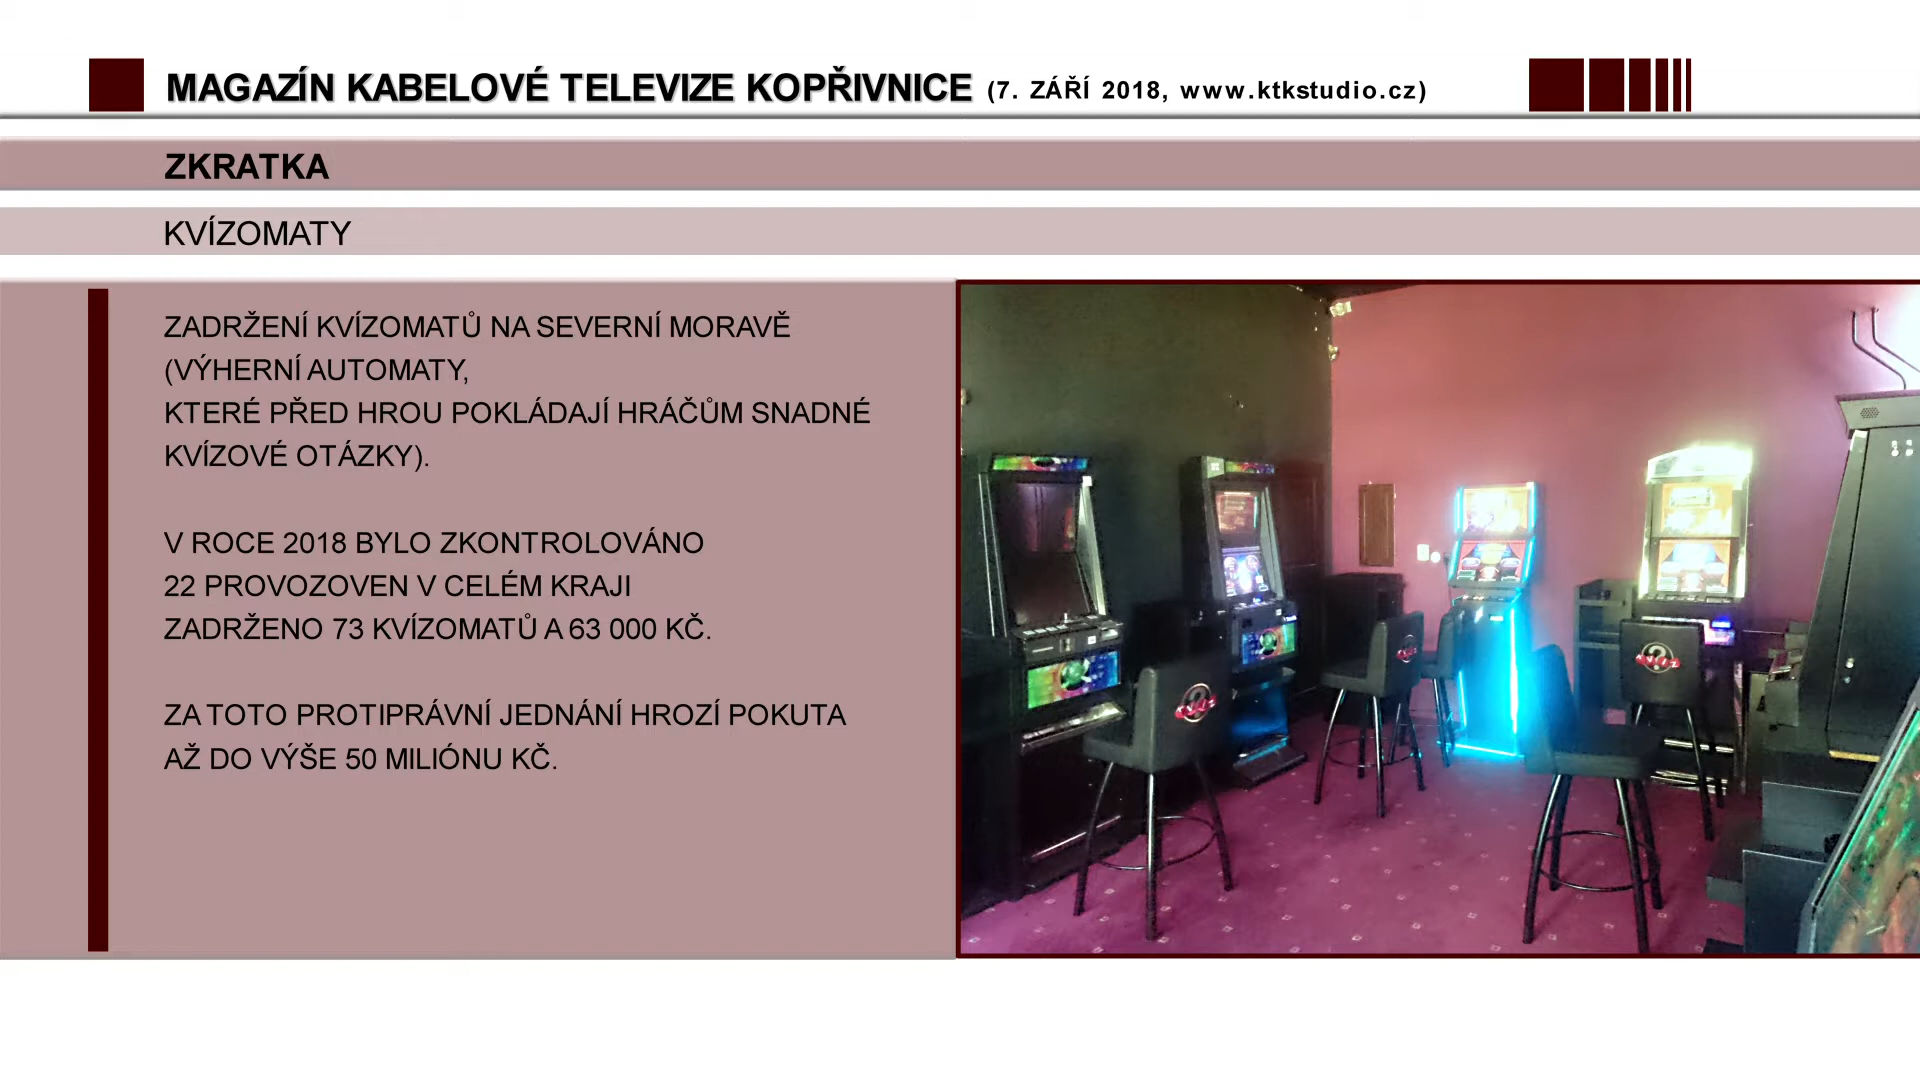 MAGAZÍN KABELOVÉ TELEVIZE KOPŘIVNICE (7. ZÁŘÍ 2018, www.ktkstudio.cz)
ZKRATKA
KVÍZOMATY
ZADRŽENÍ KVÍZOMATŮ NA SEVERNÍ MORAVĚ
(VÝHERNÍ AUTOMATY,
KTERÉ PŘED HROU POKLÁDAJÍ HRÁČŮM SNADNÉ
KVÍZOVÉ OTÁZKY).
V ROCE 2018 BYLO ZKONTROLOVÁNO
22 PROVOZOVEN V CELÉM KRAJI
ZADRŽENO 73 KVÍZOMATŮ A 63 000 KČ.
ZA TOTO PROTIPRÁVNÍ JEDNÁNÍ HROZÍ POKUTA
AŽ DO VÝŠE 50 MILIÓNU KČ.